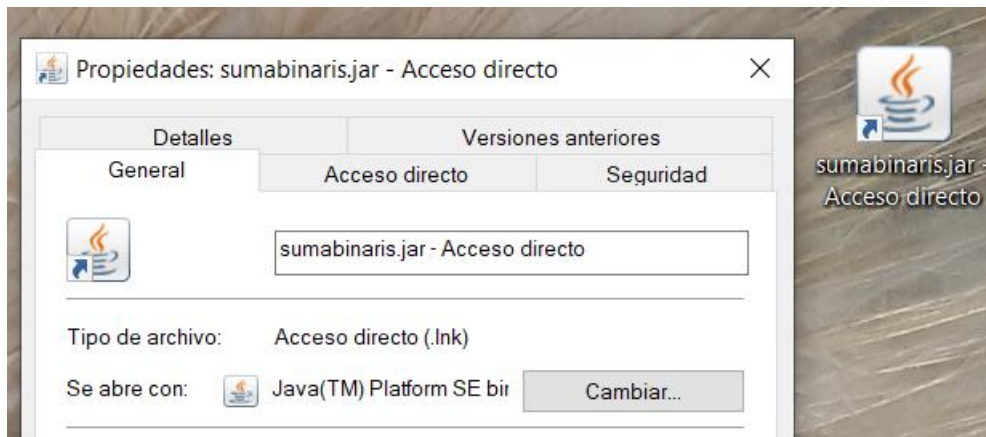 Propiedades: sumabinaris.jar - Acceso directo
Detalles
Versiones anteriores
General
Acceso directo
Seguridad
sumabinaris.jar - Acceso directo
Tipo de archivo:
Acceso directo (.lnk)
Se abre con:
Java(TM) Platform SE bir
Cambiar...
sumabinaris.jar -
Acceso directo